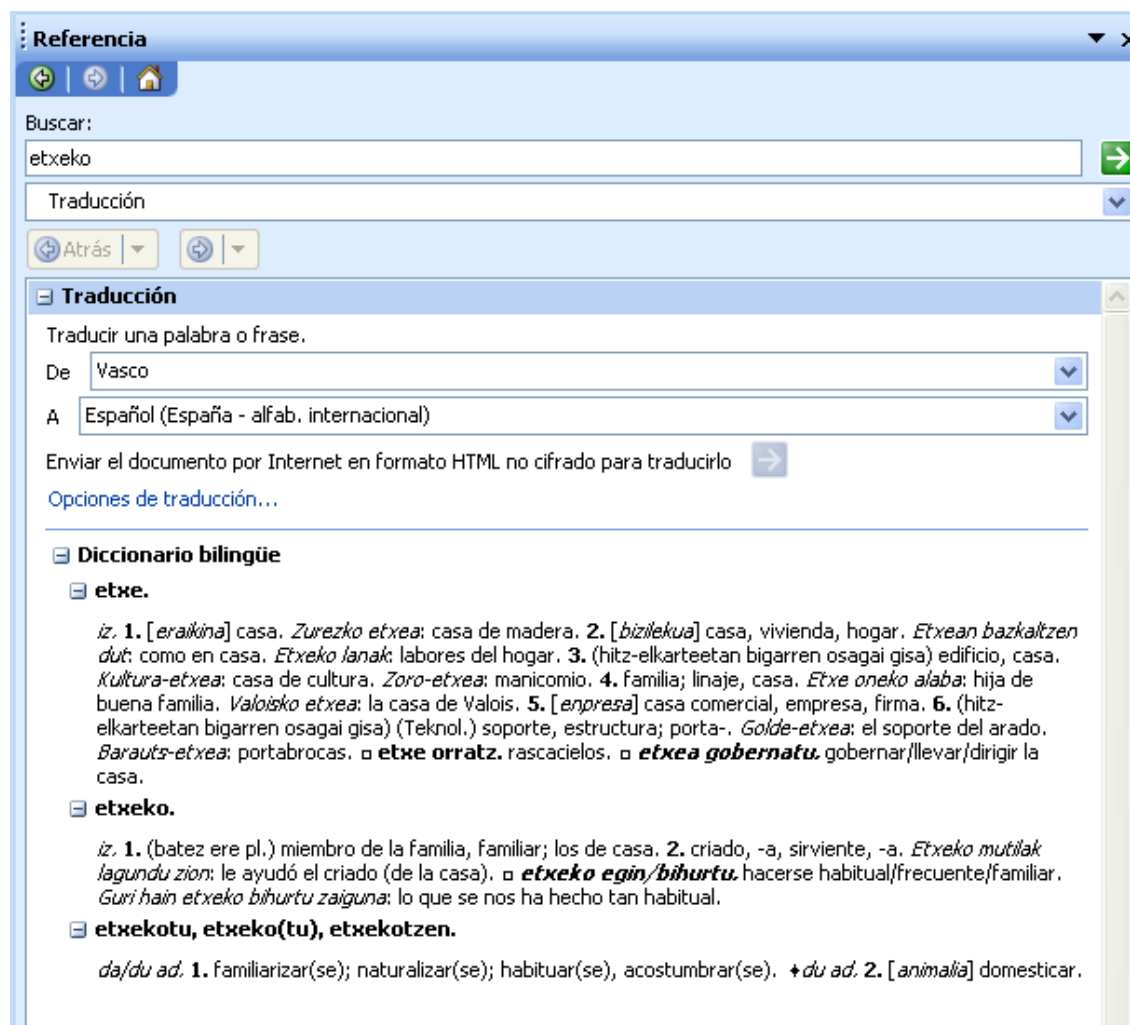 Referencia
Buscar:
etxeko
Traducción
Atrás
Traducción
Traducir una palabra o frase.
De Vasco
A Español (España - alfab. internacional)
Enviar el documento por Internet en formato HTML no cifrado para traducirlo
Opciones de traducción...
Diccionario bilingüe
etxe.
iz. 1. [eraikina] casa. Zurezko etxea: casa de madera. 2. [bizilekua] casa, vivienda, hogar. Etxean bazkaltzen
dut: como en casa. Etxeko lanak: labores del hogar. 3. (hitz-elkarteetan bigarren osagai gisa) edificio, casa.
Kultura-etxea: casa de cultura. Zoro-etxea: manicomio. 4. familia; linaje, casa. Etxe oneko alaba: hija de
buena familia. Valoisko etxea: la casa de Valois. 5. [enpresa] casa comercial, empresa, firma. 6. (hitz-
elkarteetan bigarren osagai gisa) (Teknol.) soporte, estructura; porta-. Golde-etxea: el soporte del arado.
Barauts-etxea: portabrocas. ▫ etxe orratz. rascacielos. ▫ etxea gobernatu. gobernar/llevar/dirigir la
casa.
etxeko.
iz. 1. (batez ere pl.) miembro de la familia, familiar; los de casa. 2. criado, -a, sirviente, -a. Etxeko mutilak
lagundu zion: le ayudó el criado (de la casa). ▫ etxeko egin/bihurtu. hacerse habitual/frecuente/familiar.
Guri hain etxeko bihurtu zaiguna: lo que se nos ha hecho tan habitual.
etxekotu, etxeko(tu), etxekotzen.
da/du ad. 1. familiarizar(se); naturalizar(se); habituar(se), acostumbrar(se). ♦du ad. 2. [animalia] domesticar.